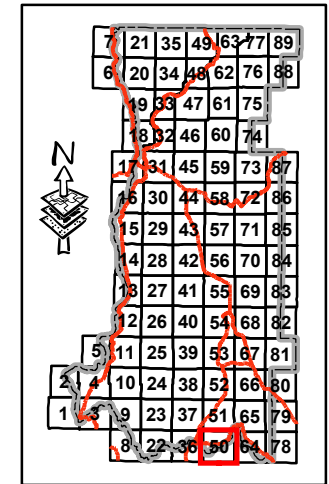 7 21 35 49 63 77 89
6 20 34 48 62 76 88
19 33 47 61 75
18 32 46 60 74
N
17 31 45 59 73 87
16 30 44 58 72 86
15 29 43 57 71 85
14 28 42 56 70 84
13 27 41 55 69 83
12 26 40 54 68 82
5 11 25 39 53 67 81
2 4 10 24 38 52 66 80
1 3 9 23 37 51 65 79
8 22 36 50 64 78